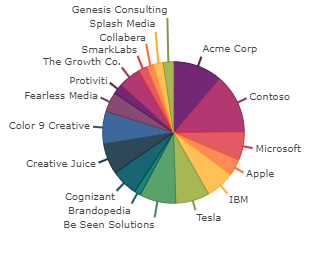 Genesis Consulting
Splash Media
Collabera
SmarkLabs
The Growth Co.
Protiviti
Fearless Media
Color 9 Creative
Creative Juice
Cognizant
Brandopedia
Be Seen Solutions
Acme Corp
Contoso
Microsoft
Apple
IBM
Tesla